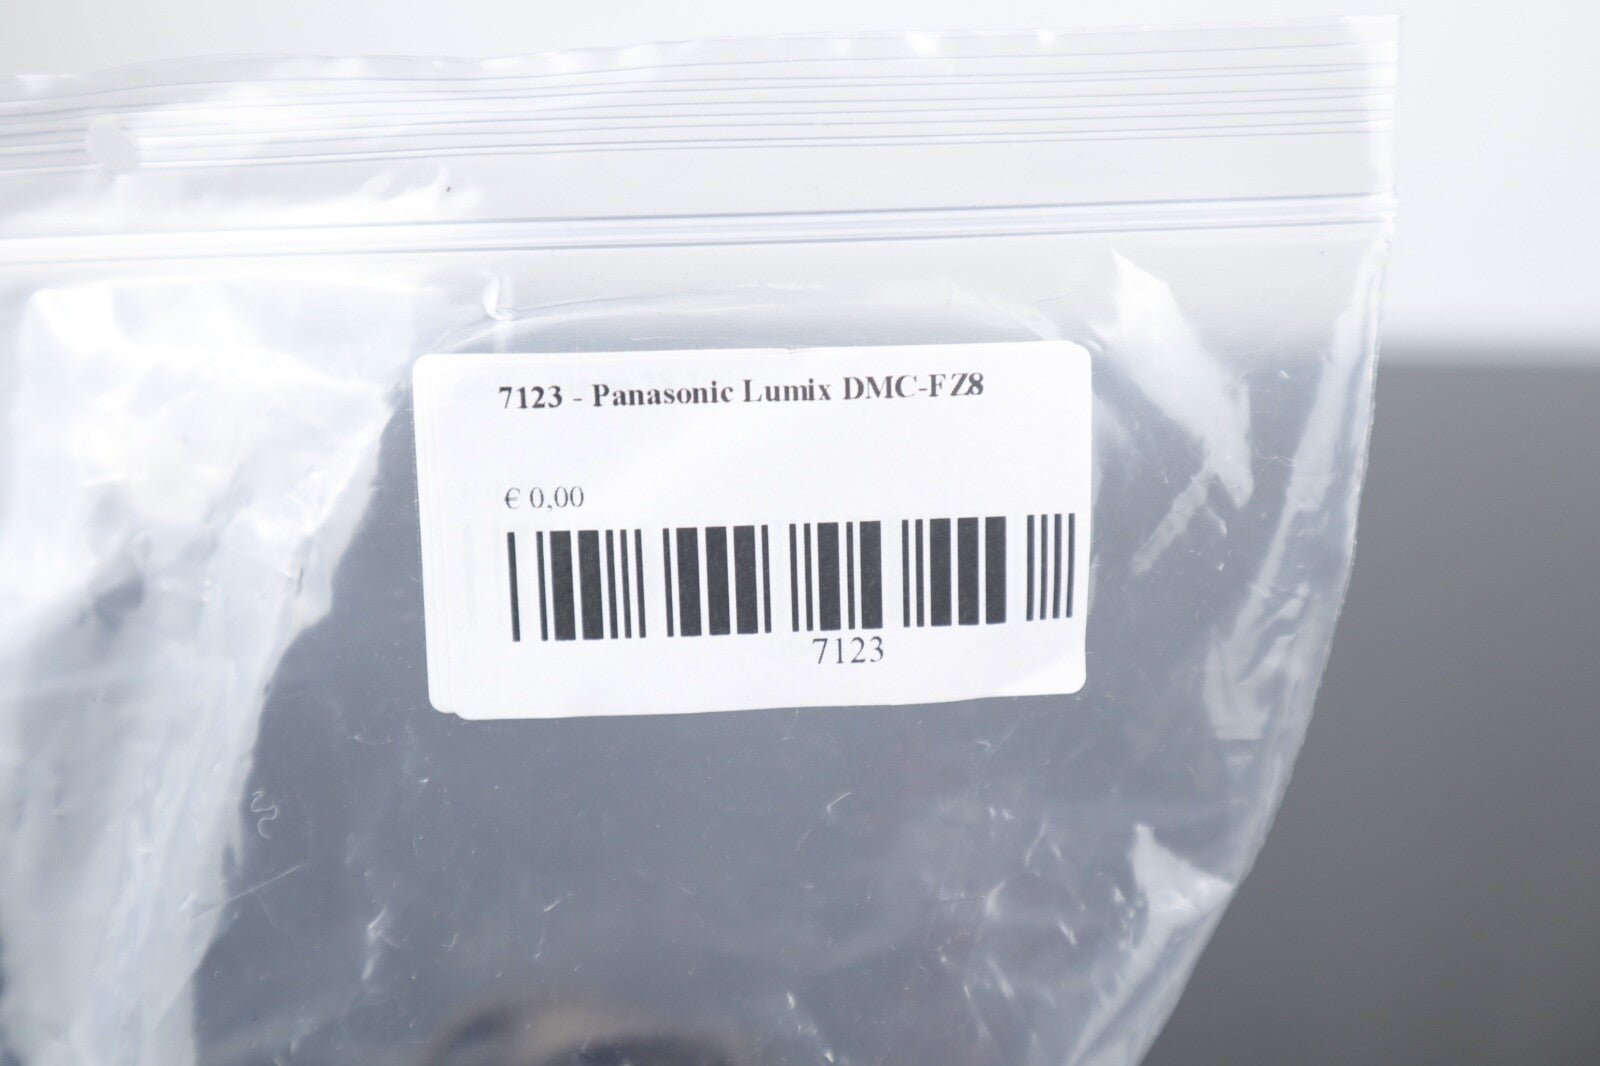 7123 - Panasonic Lumix DMC-FZ8
€ 0,00
7123